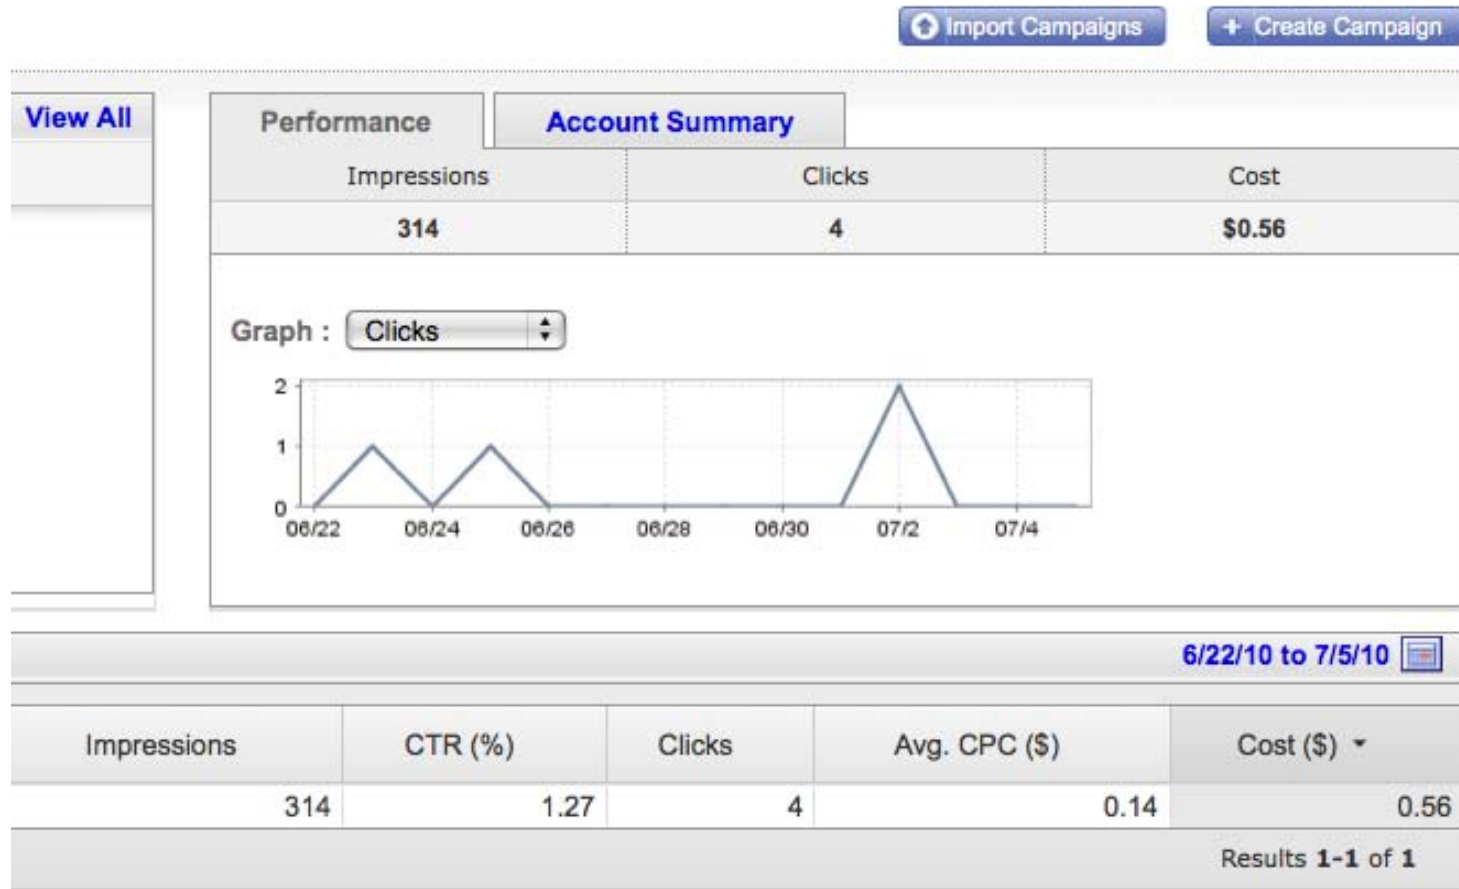 Import Campaigns
+ Create Campaign
View All
Performance
Account Summary
Impressions Clicks Cost
314 4 $0.56
Graph : Clicks
2
1
0
06/22 06/24 06/26 06/28 06/30 07/2 07/4
6/22/10 to 7/5/10
Impressions CTR (%) Clicks Avg. CPC ($) Cost ($)
314 1.27 4 0.14 0.56
Results 1-1 of 1